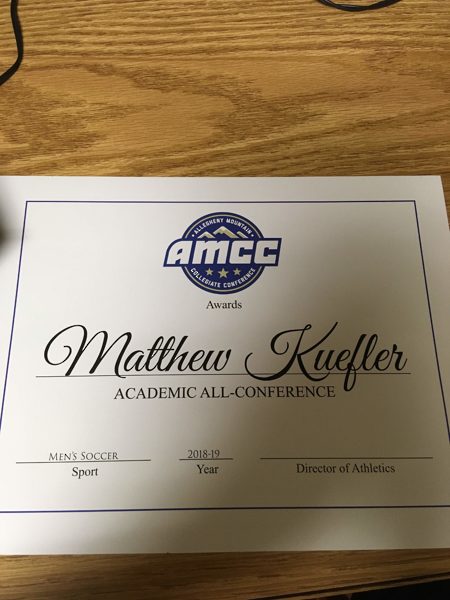 ALLEGHENY MOUNTAIN
AMCC
COLLEGIATE CONFERENCE
Awards
Matthew Kuefler
ACADEMIC ALL-CONFERENCE
MEN'S SOCCER 2018-19
Sport Year Director of Athletics